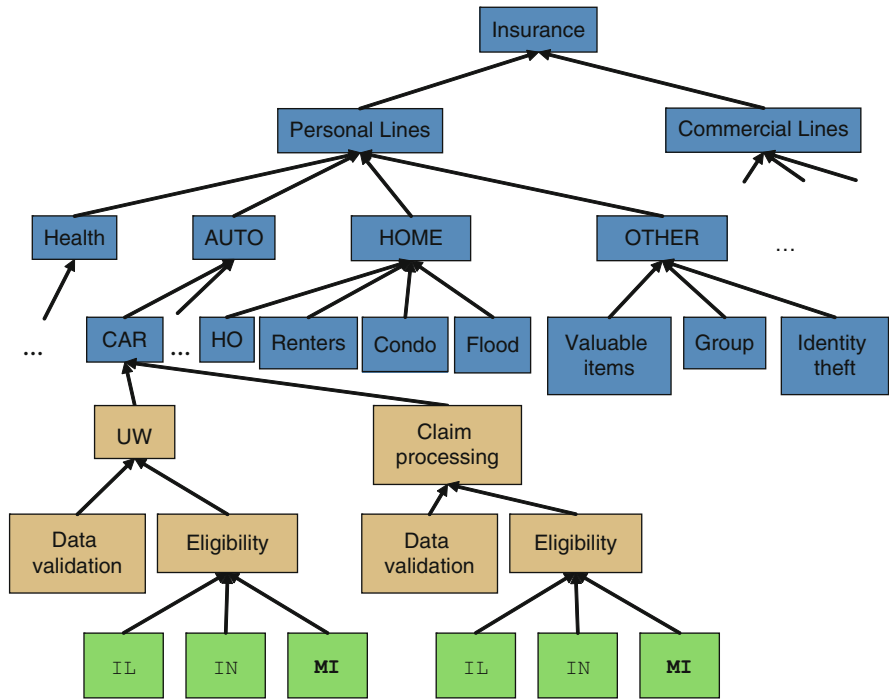 Insurance
Personal Lines
Commercial Lines
Health
AUTO
HOME
OTHER
...
...
CAR
...
HO
Renters
Condo
Flood
Valuable
items
Group
Identity
theft
UW
Claim
processing
Data
validation
Eligibility
Data
validation
Eligibility
IL
IN
MI
IL
IN
MI